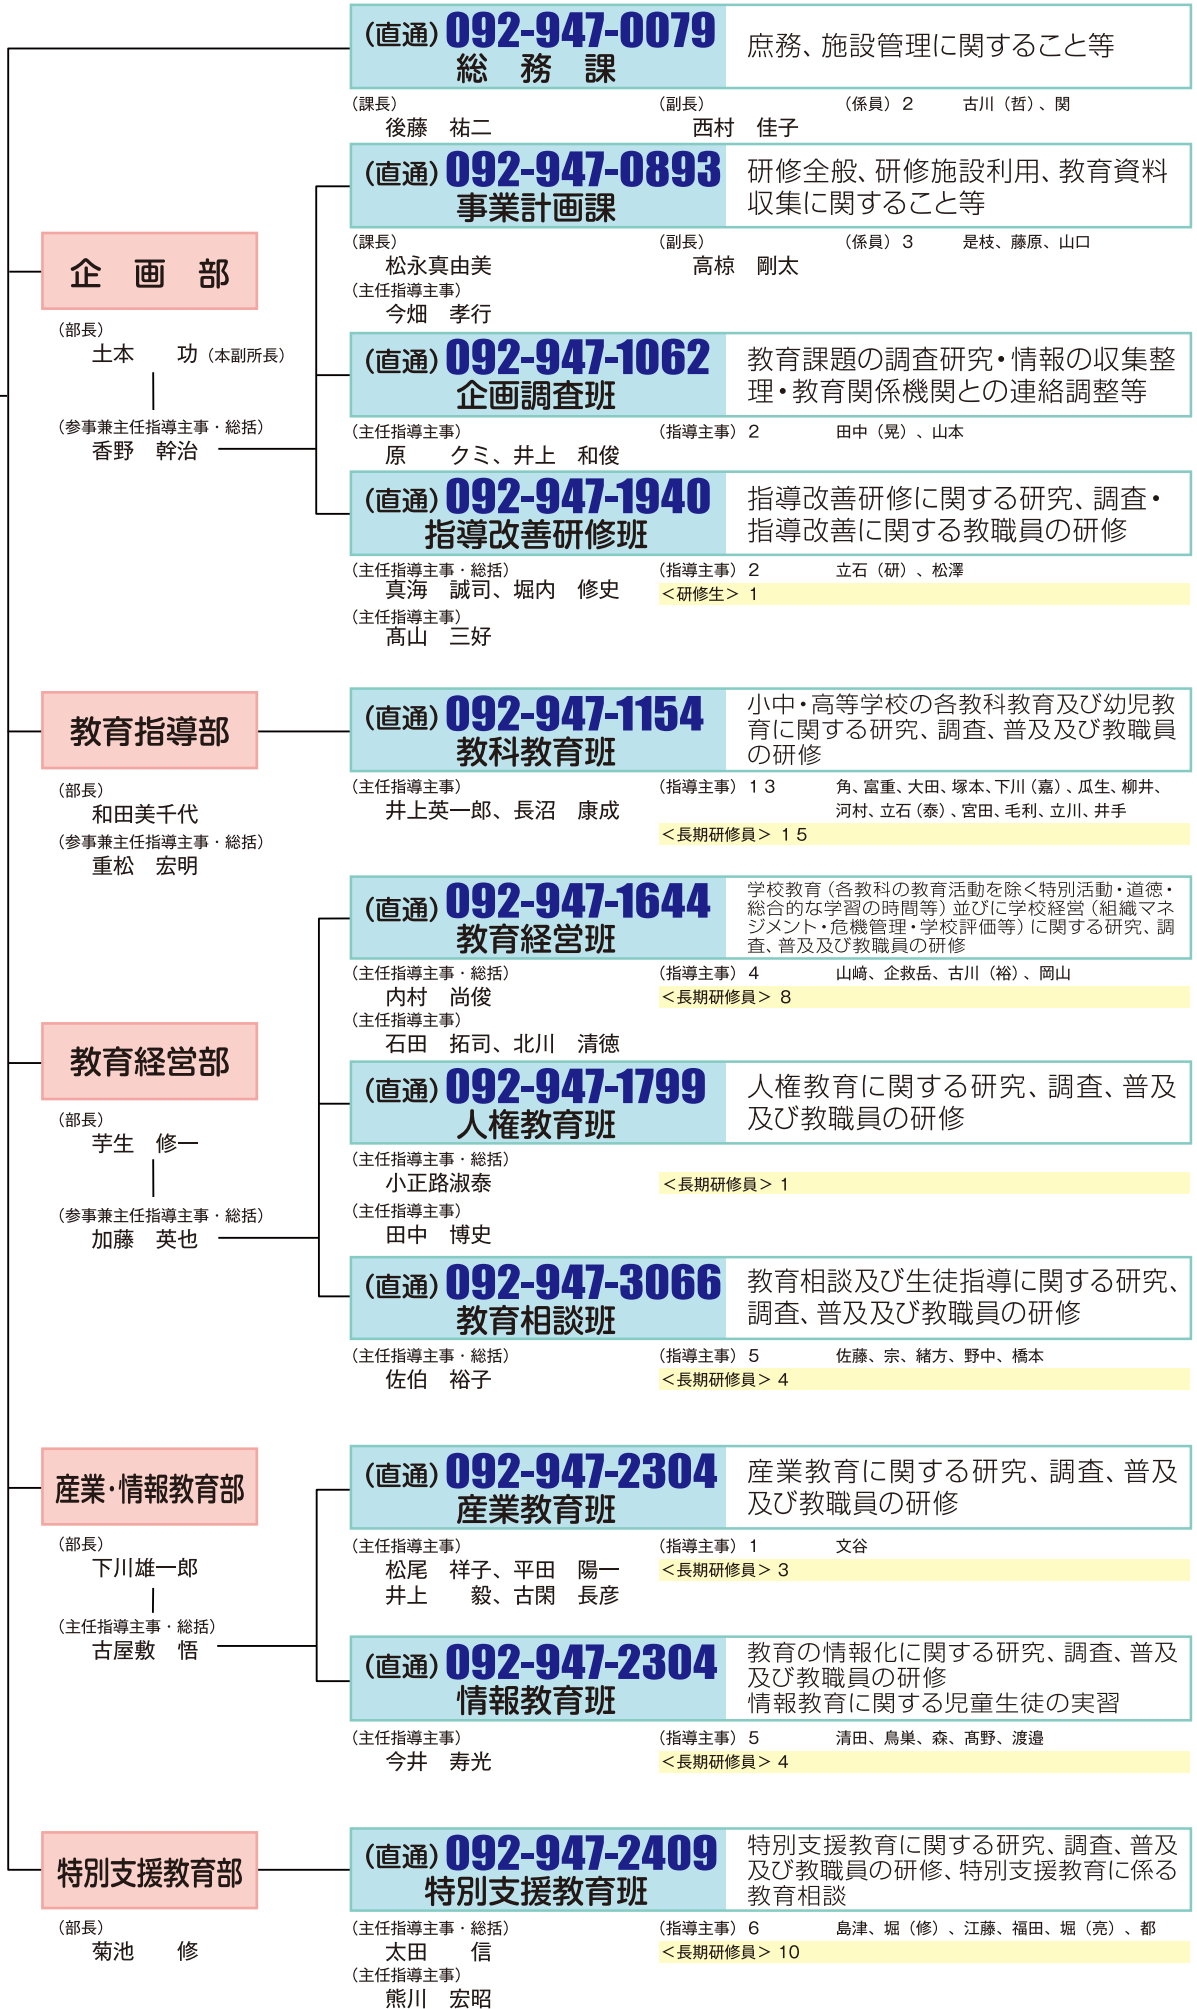 (直通) 092-947-0079
総　務　課
庶務、施設管理に関すること等
（課長）
後藤　祐二
（副長）
西村　佳子
（係員）２　古川（哲）、関
(直通) 092-947-0893
事業計画課
研修全般、研修施設利用、教育資料
収集に関すること等
（課長）
松永真由美
（副長）
高椋　剛太
（係員）３　是枝、藤原、山口
（主任指導主事）
今畑　孝行
企　画　部
（部長）
土本　　功（本副所長）
（参事兼主任指導主事・総括）
香野　幹治
(直通) 092-947-1062
企画調査班
教育課題の調査研究・情報の収集整
理・教育関係機関との連絡調整等
（主任指導主事）
原　　クミ、井上　和俊
（指導主事）２　田中（晃）、山本
(直通) 092-947-1940
指導改善研修班
指導改善研修に関する研究、調査・
指導改善に関する教職員の研修
（主任指導主事・総括）
真海　誠司、堀内　修史
（指導主事）２　立石（研）、松澤
＜研修生＞ 1
（主任指導主事）
髙山　三好
教育指導部
（部長）
和田美千代
（参事兼主任指導主事・総括）
重松　宏明
(直通) 092-947-1154
教科教育班
小中・高等学校の各教科教育及び幼児教
育に関する研究、調査、普及及び教職員
の研修
（主任指導主事）
井上英一郎、長沼　康成
（指導主事）１３　角、富重、大田、塚本、下川（嘉）、瓜生、柳井、
河村、立石（泰）、宮田、毛利、立川、井手
＜長期研修員＞ １５
教育経営部
（部長）
芋生　修一
（参事兼主任指導主事・総括）
加藤　英也
(直通) 092-947-1644
教育経営班
学校教育（各教科の教育活動を除く特別活動・道徳・
総合的な学習の時間等）並びに学校経営（組織マネ
ジメント・危機管理・学校評価等）に関する研究、調
査、普及及び教職員の研修
（主任指導主事・総括）
内村　尚俊
（指導主事）４　山﨑、企救岳、古川（裕）、岡山
＜長期研修員＞ 8
（主任指導主事）
石田　拓司、北川　清徳
(直通) 092-947-1799
人権教育班
人権教育に関する研究、調査、普及
及び教職員の研修
（主任指導主事・総括）
小正路淑泰
＜長期研修員＞ 1
（主任指導主事）
田中　博史
(直通) 092-947-3066
教育相談班
教育相談及び生徒指導に関する研究、
調査、普及及び教職員の研修
（主任指導主事・総括）
佐伯　裕子
（指導主事）５　佐藤、宗、緒方、野中、橋本
＜長期研修員＞ 4
産業・情報教育部
（部長）
下川雄一郎
（主任指導主事・総括）
古屋敷　悟
(直通) 092-947-2304
産業教育班
産業教育に関する研究、調査、普及
及び教職員の研修
（主任指導主事）
松尾　祥子、平田　陽一
井上　　毅、古閑　長彦
（指導主事）１　文谷
＜長期研修員＞ 3
(直通) 092-947-2304
情報教育班
教育の情報化に関する研究、調査、普及
及び教職員の研修
情報教育に関する児童生徒の実習
（主任指導主事）
今井　寿光
（指導主事）５　清田、鳥巣、森、髙野、渡邉
＜長期研修員＞ 4
特別支援教育部
（部長）
菊池　　修
(直通) 092-947-2409
特別支援教育班
特別支援教育に関する研究、調査、普及
及び教職員の研修、特別支援教育に係る
教育相談
（主任指導主事・総括）
太田　　信
（指導主事）６　島津、堀（修）、江藤、福田、堀（亮）、都
＜長期研修員＞ 10
（主任指導主事）
熊川　宏昭